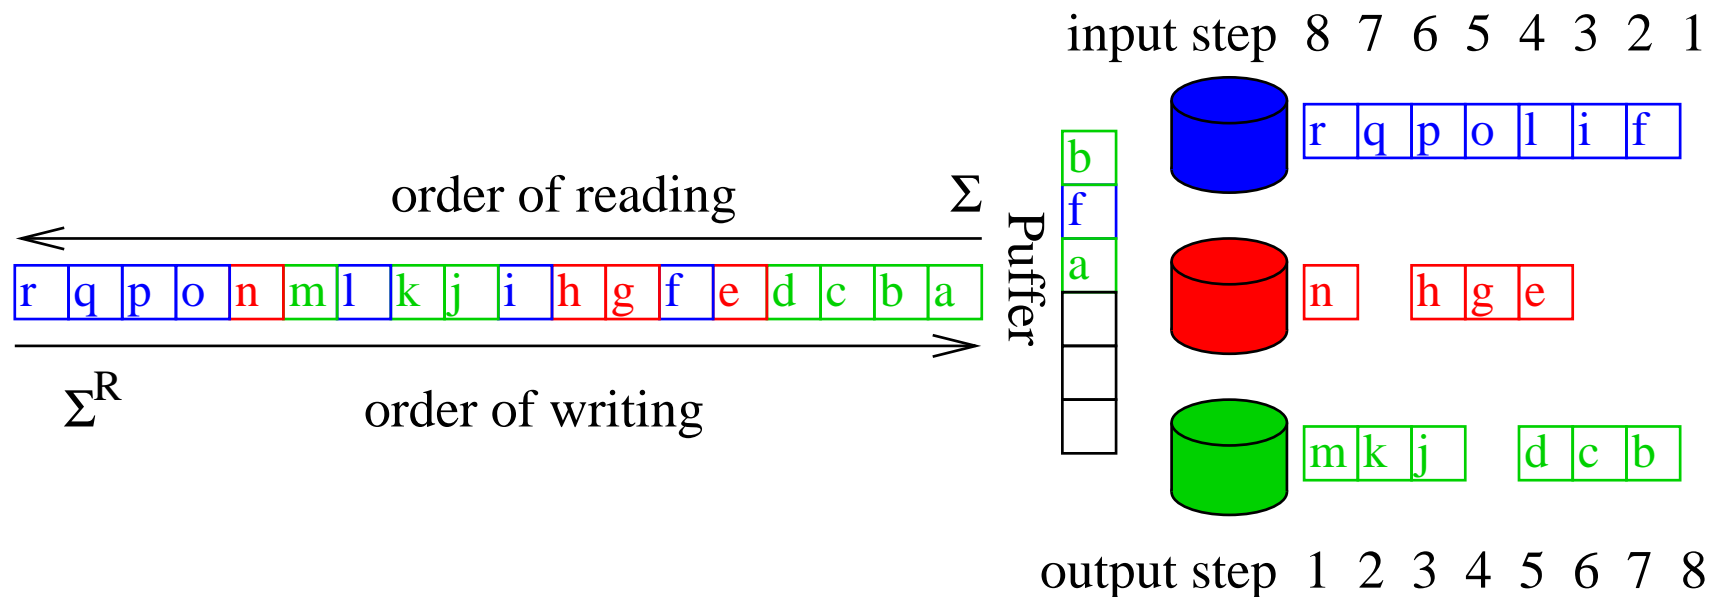 input step 8 7 6 5 4 3 2 1
r q p o l i f
b
f
a
Puffer
order of reading Σ
r q p o n m l k j i h g f e d c b a
Σ^R order of writing
n h g e
m k j d c b
output step 1 2 3 4 5 6 7 8